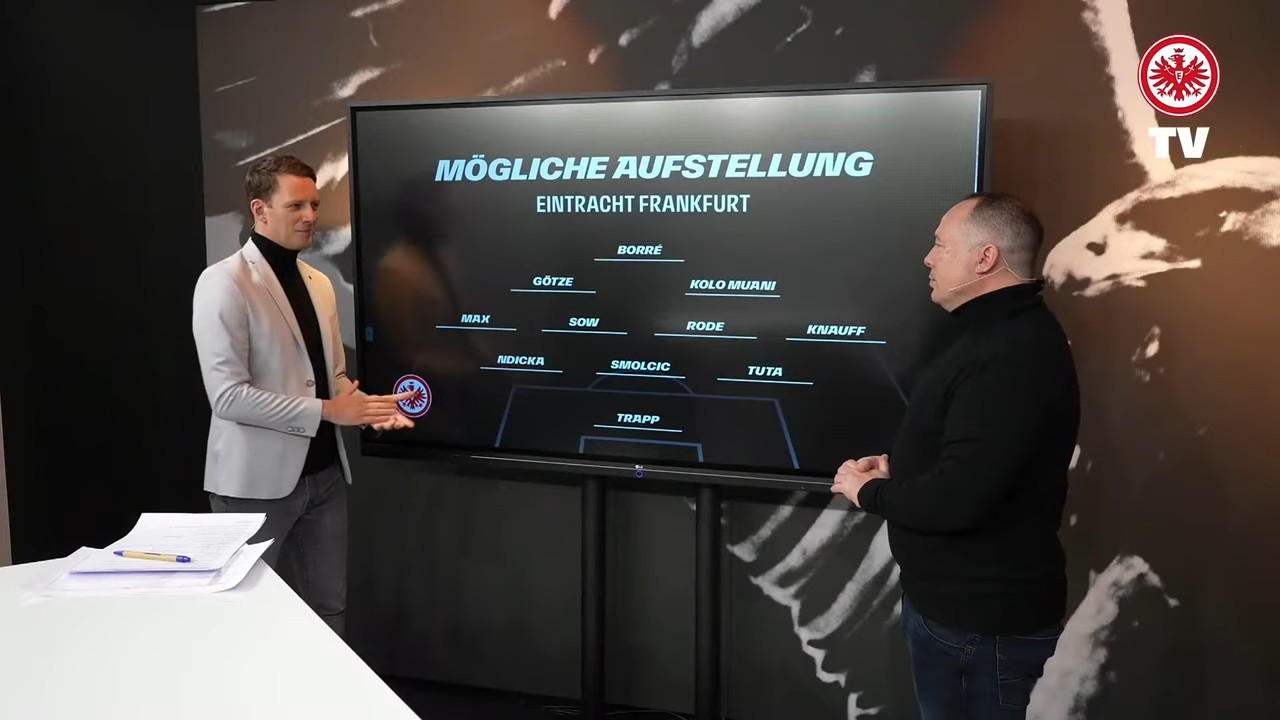 TV
MÖGLICHE AUFSTELLUNG
EINTRACHT FRANKFURT
BORRÉ
GÖTZE KOLO MUANI
MAX SOW RODE KNAUFF
NDICKA SMOLCIC TUTA
TRAPP